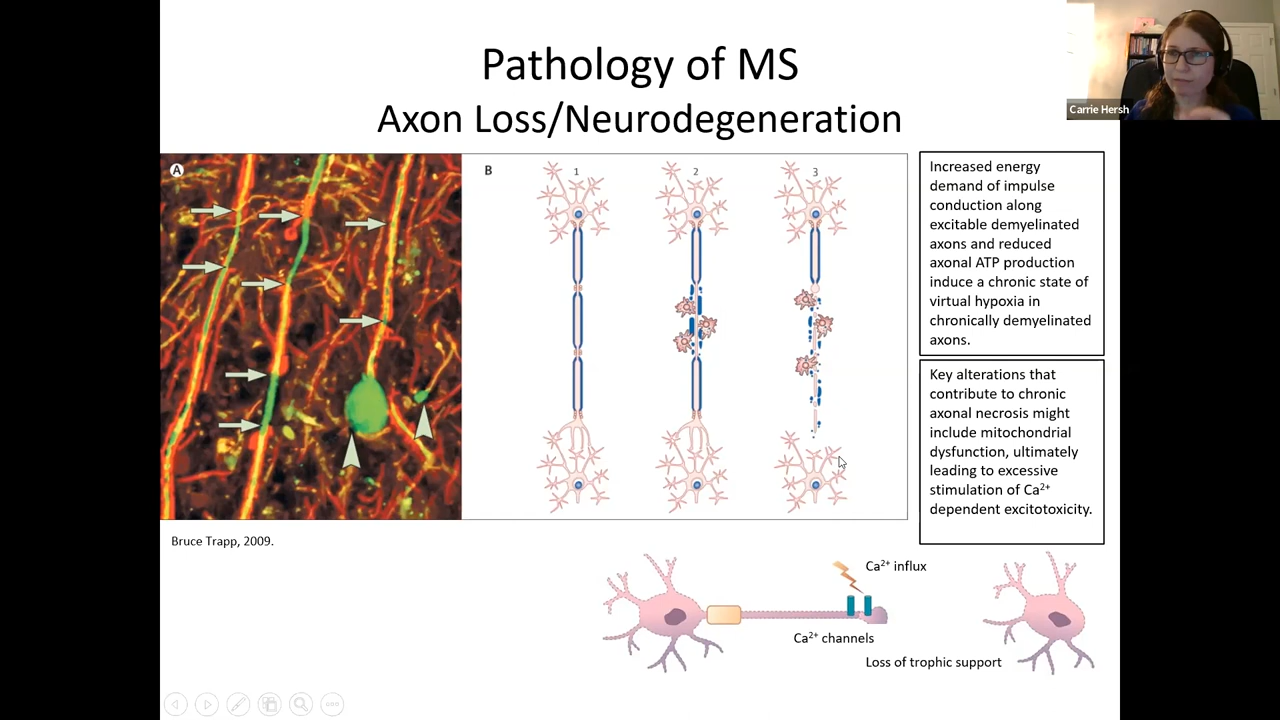 Pathology of MS
Axon Loss/Neurodegeneration
Carrie Hersh
A
B
1
2
3
Increased energy
demand of impulse
conduction along
excitable demyelinated
axons and reduced
axonal ATP production
induce a chronic state of
virtual hypoxia in
chronically demyelinated
axons.
Key alterations that
contribute to chronic
axonal necrosis might
include mitochondrial
dysfunction, ultimately
leading to excessive
stimulation of Ca²⁺
dependent excitotoxicity.
Bruce Trapp, 2009.
Ca²⁺ influx
Ca²⁺ channels
Loss of trophic support